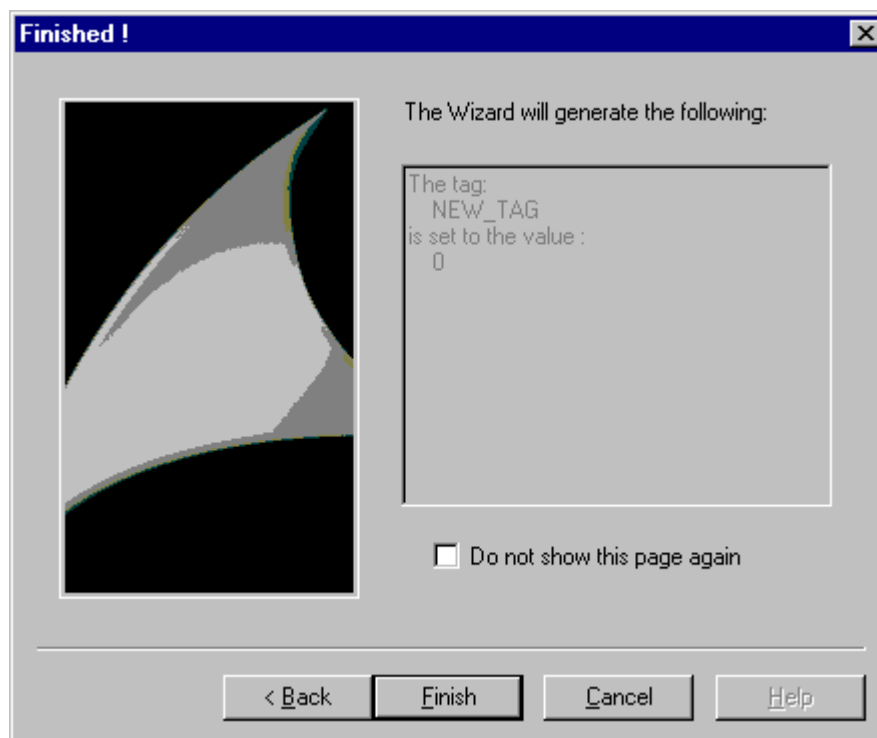 Finished !
The Wizard will generate the following:
The tag:
NEW_TAG
is set to the value :
0
Do not show this page again
< Back
Finish
Cancel
Help